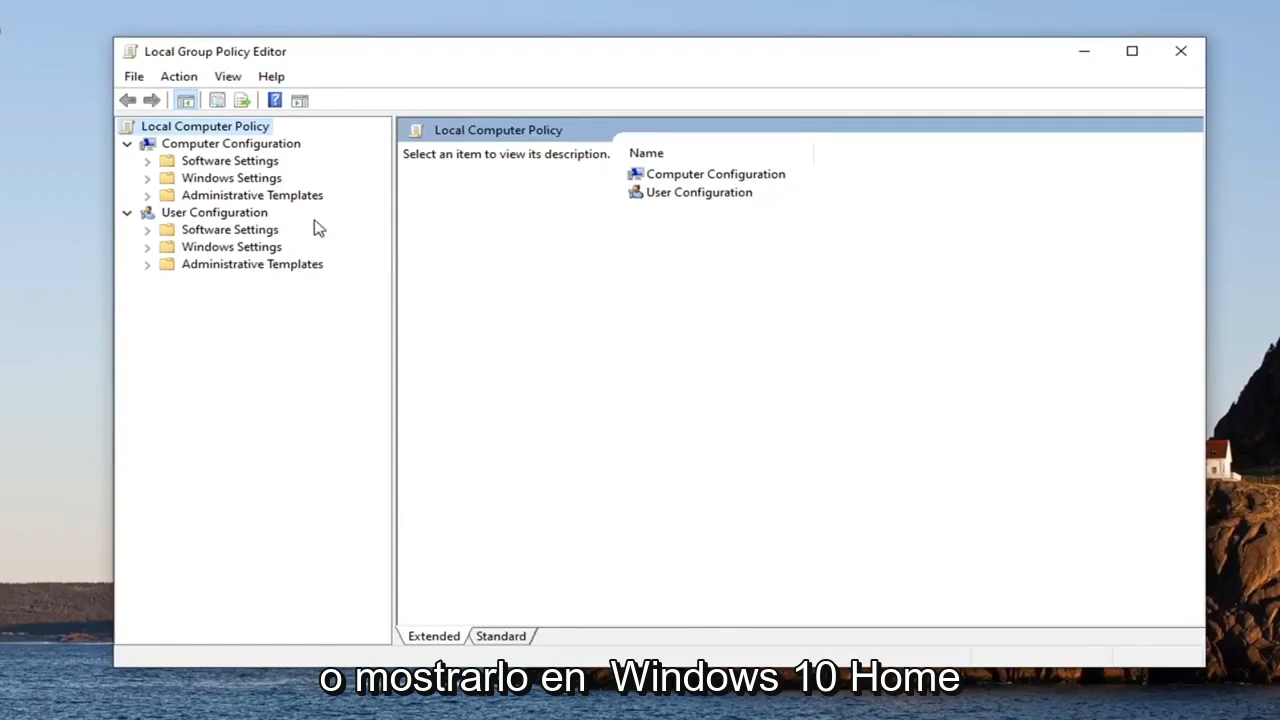 Local Group Policy Editor
File Action View Help
Local Computer Policy
Computer Configuration
Software Settings
Windows Settings
Administrative Templates
User Configuration
Software Settings
Windows Settings
Administrative Templates
Local Computer Policy
Select an item to view its description.
Name
Computer Configuration
User Configuration
Extended Standard
o mostrarlo en Windows 10 Home